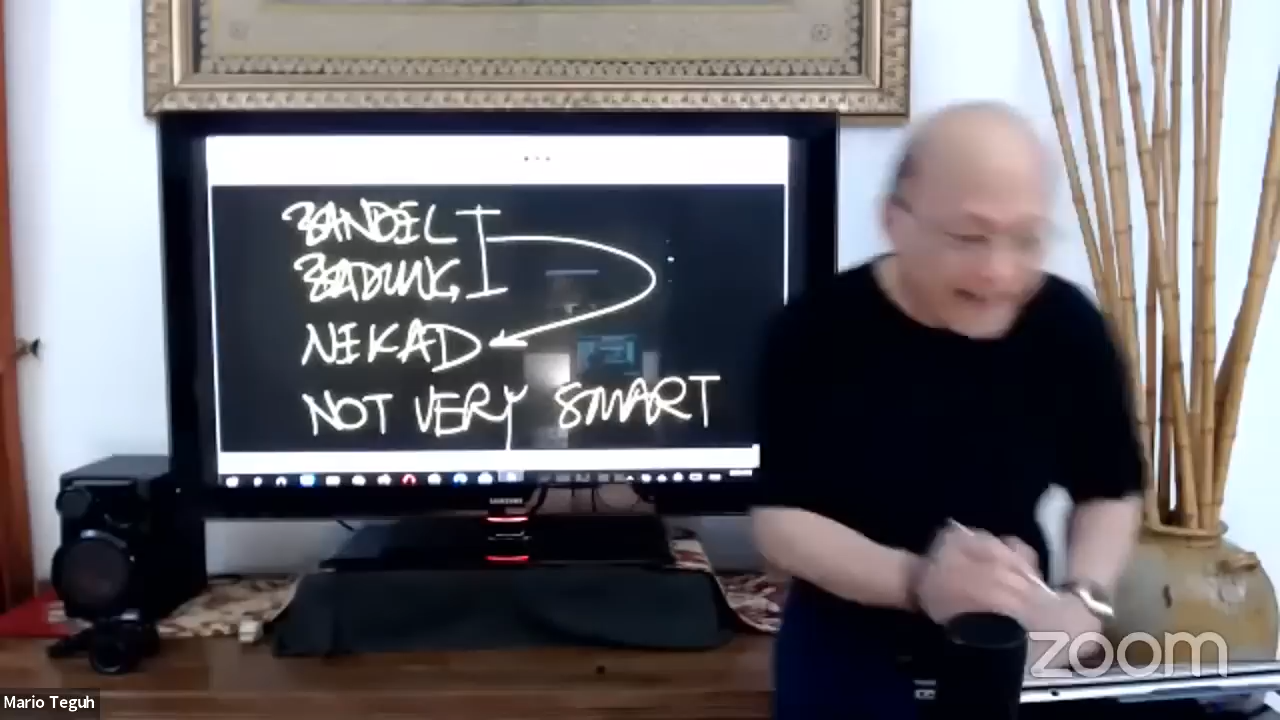 BANDEL
BADUNG
NEKAD
NOT VERY SMART
SAMSUNG
zoom
Mario Teguh